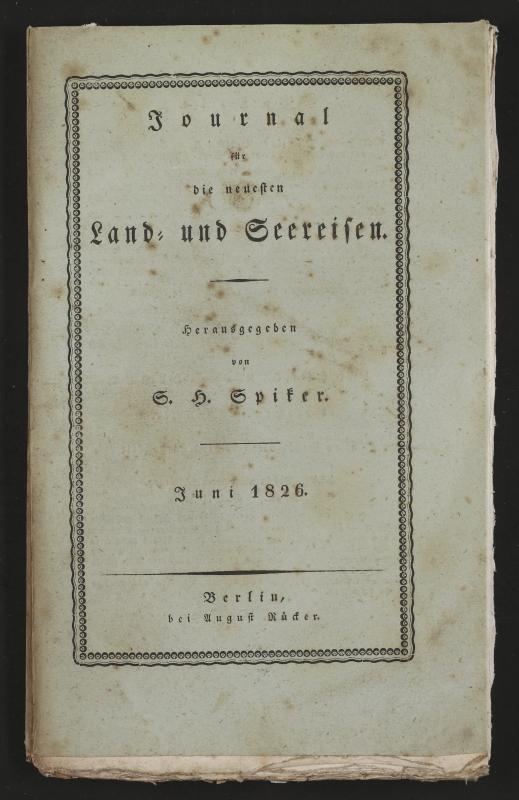 Journal
für
die neueſten
Land- und Seereiſen.
Herausgegeben
von
S. H. Spiker.
Juni 1826.
Berlin,
bei Auguſt Rücker.